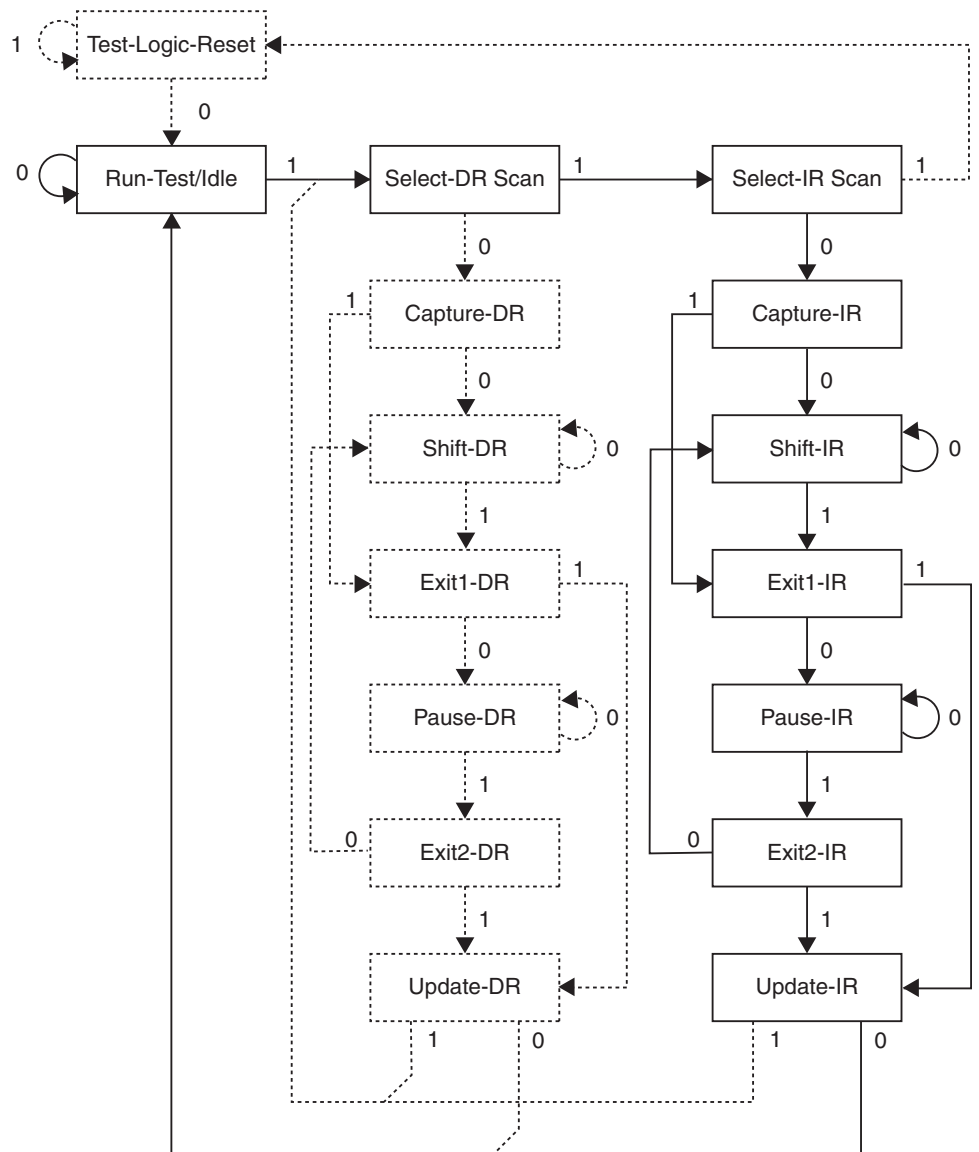 1
Test-Logic-Reset
0
0
Run-Test/Idle
1
Select-DR Scan
1
Select-IR Scan
1
0
0
1
Capture-DR
1
Capture-IR
0
0
Shift-DR
0
Shift-IR
0
1
1
Exit1-DR
1
Exit1-IR
1
0
0
Pause-DR
0
Pause-IR
0
1
1
0
Exit2-DR
0
Exit2-IR
1
1
Update-DR
Update-IR
1
0
1
0